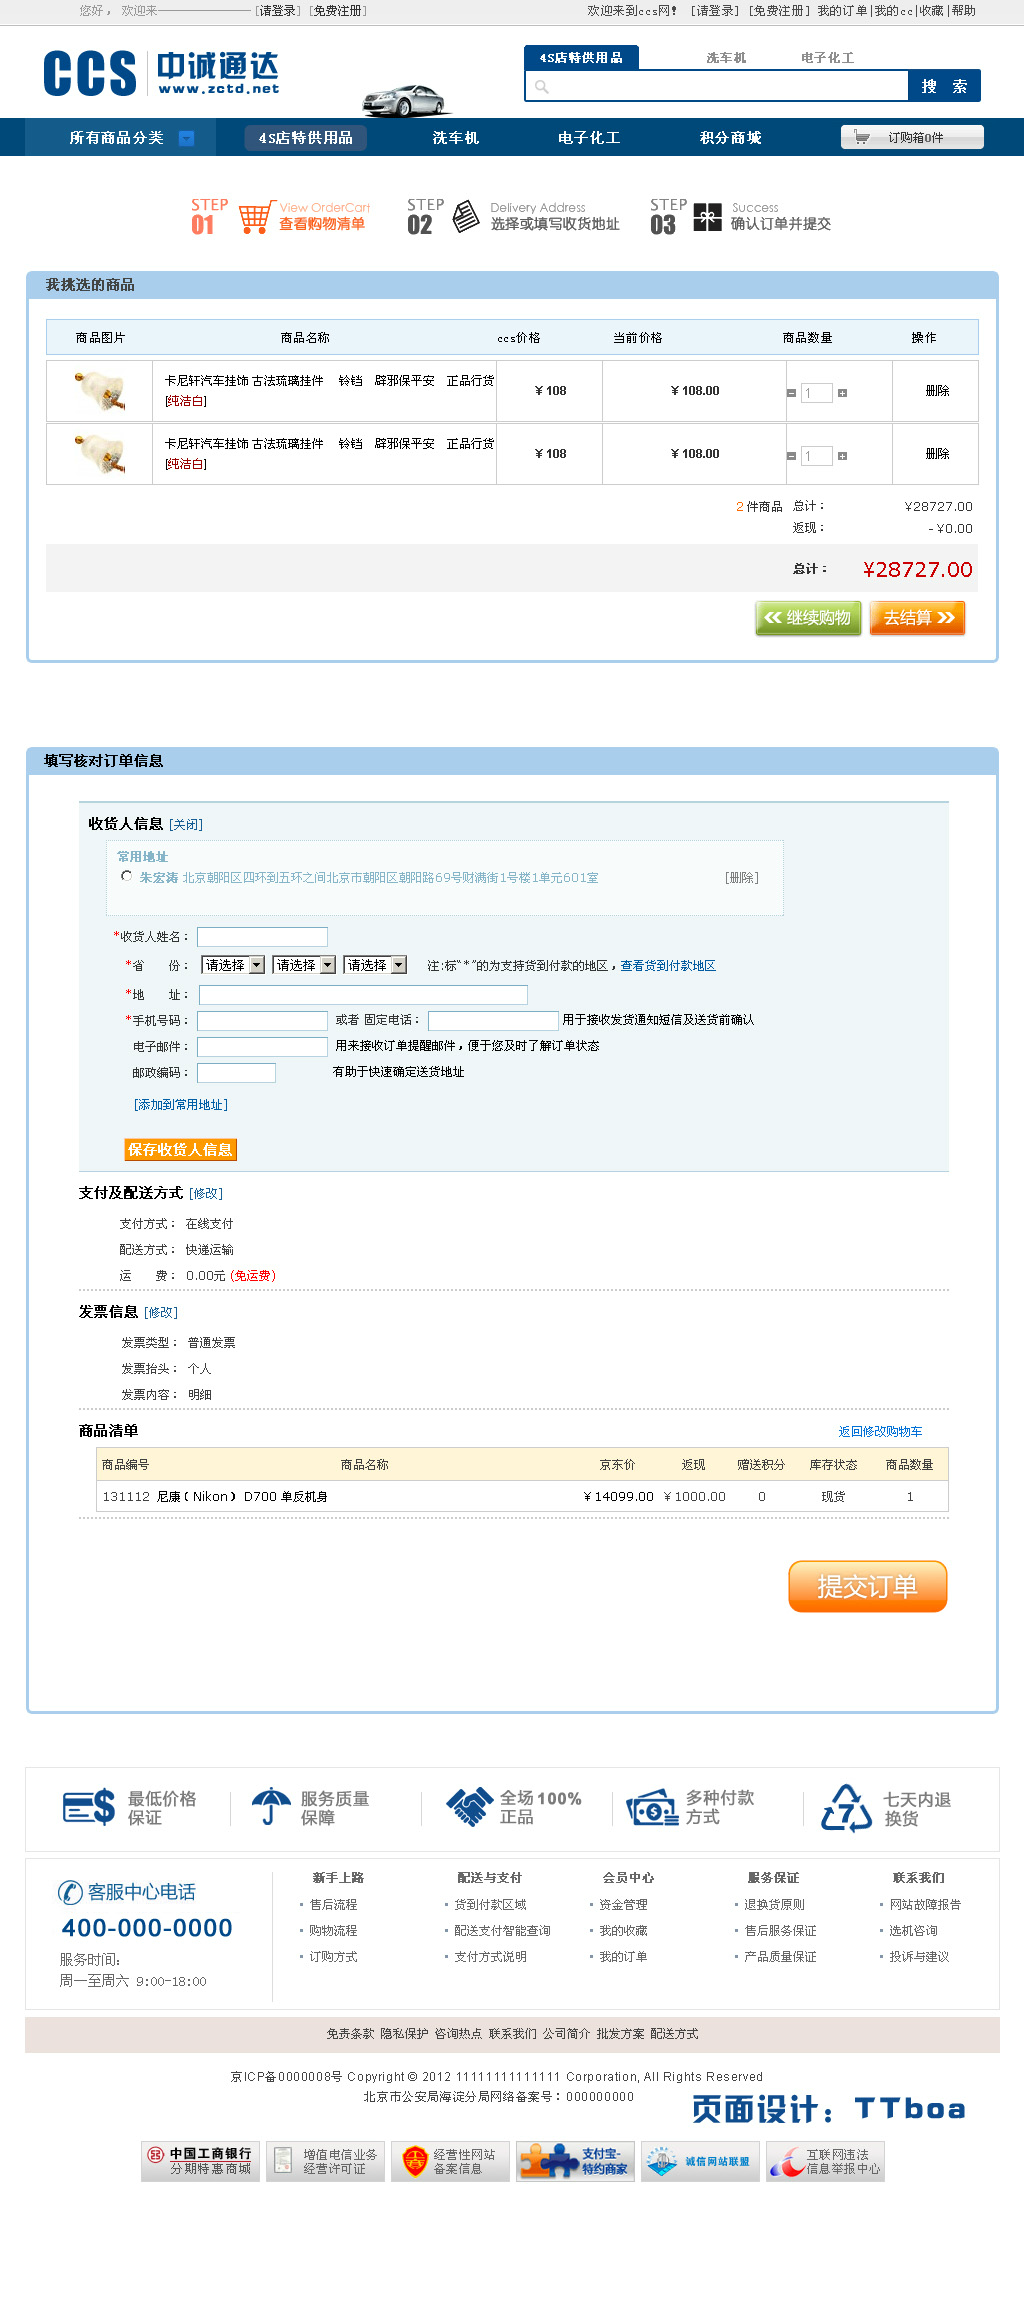 您好， 欢迎来———————— [请登录] [免费注册]
欢迎来到ccs网！ [请登录] [免费注册] 我的订单|我的cc|收藏 |帮助
CCS 中诚通达
www.zctd.net
4S店特供用品 洗车机 电子化工
搜 索
所有商品分类 4S店特供用品 洗车机 电子化工 积分商城 订购箱0件
STEP 01 View OrderCart 查看购物清单
STEP 02 Delivery Address 选择或填写收货地址
STEP 03 Success 确认订单并提交
我挑选的商品
商品图片 商品名称 ccs价格 当前价格 商品数量 操作
卡尼轩汽车挂饰 古法琉璃挂件 铃铛 辟邪保平安 正品行货
[纯洁白]
¥ 108 ¥ 108.00 1 删除
卡尼轩汽车挂饰 古法琉璃挂件 铃铛 辟邪保平安 正品行货
[纯洁白]
¥ 108 ¥ 108.00 1 删除
2 件商品 总计： ¥28727.00
返现： - ¥0.00
总计： ¥28727.00
继续购物 去结算
填写核对订单信息
收货人信息 [关闭]
常用地址
朱宏涛 北京朝阳区四环到五环之间北京市朝阳区朝阳路69号财满街1号楼1单元601室 [删除]
*收货人姓名：
*省 份： 请选择 请选择 请选择 注:标“*”的为支持货到付款的地区，查看货到付款地区
*地 址：
*手机号码： 或者 固定电话： 用于接收发货通知短信及送货前确认
电子邮件： 用来接收订单提醒邮件，便于您及时了解订单状态
邮政编码： 有助于快速确定送货地址
[添加到常用地址]
保存收货人信息
支付及配送方式 [修改]
支付方式： 在线支付
配送方式： 快递运输
运 费： 0.00元 (免运费)
发票信息 [修改]
发票类型： 普通发票
发票抬头： 个人
发票内容： 明细
商品清单 返回修改购物车
商品编号 商品名称 京东价 返现 赠送积分 库存状态 商品数量
131112 尼康（Nikon） D700 单反机身 ¥ 14099.00 ¥ 1000.00 0 现货 1
提交订单
最低价格
保证
服务质量
保障
全场 100%
正品
多种付款
方式
七天内退
换货
客服中心电话
400-000-0000
服务时间：
周一至周六 9:00-18:00
新手上路 配送与支付 会员中心 服务保证 联系我们
售后流程 货到付款区域 资金管理 退换货原则 网站故障报告
购物流程 配送支付智能查询 我的收藏 售后服务保证 选机咨询
订购方式 支付方式说明 我的订单 产品质量保证 投诉与建议
免责条款 隐私保护 咨询热点 联系我们 公司简介 批发方案 配送方式
京ICP备0000008号 Copyright © 2012 11111111111111 Corporation, All Rights Reserved
北京市公安局海淀分局网络备案号：000000000
页面设计：TTboa
中国工商银行
分期特惠商城
增值电信业务
经营许可证
经营性网站
备案信息
支付宝-
特约商家
诚信网站联盟
互联网违法
信息举报中心